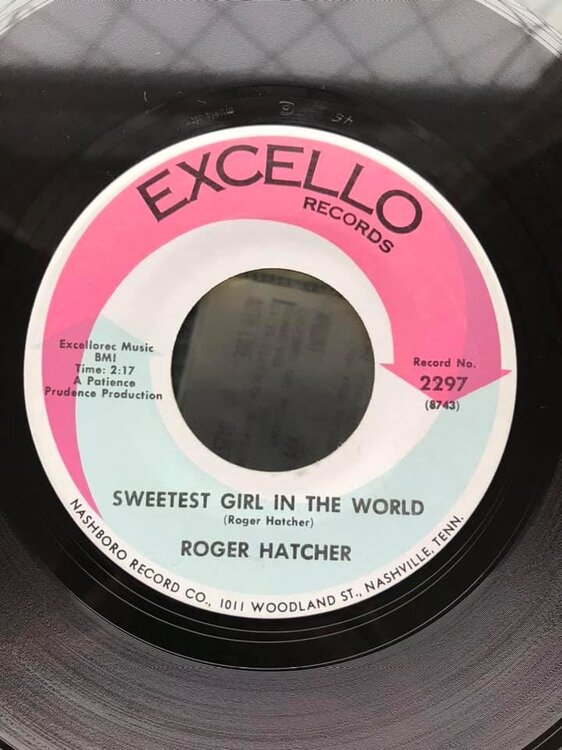 EXCELLO
RECORDS
Excellorec Music
BMI
Time: 2:17
A Patience
Prudence Production
Record No.
2297
(8743)
SWEETEST GIRL IN THE WORLD
(Roger Hatcher)
ROGER HATCHER
NASHBORO RECORD CO., 1011 WOODLAND ST., NASHVILLE, TENN.